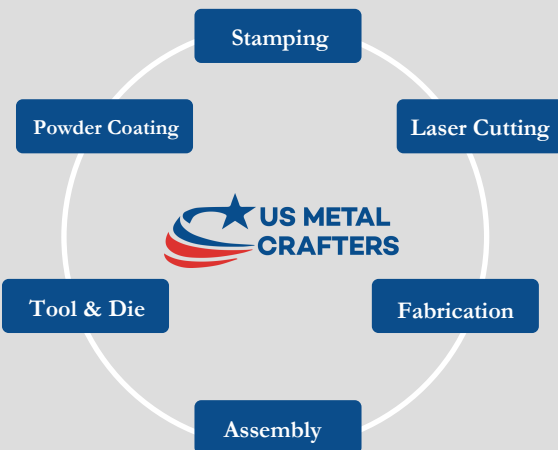 Stamping
Powder Coating
Laser Cutting
US METAL
CRAFTERS
Tool & Die
Fabrication
Assembly